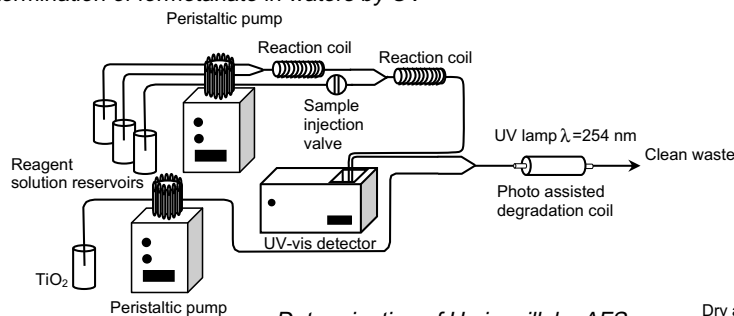 Peristaltic pump
Reaction coil
Reaction coil
Sample
injection
valve
UV lamp λ=254 nm
Clean waste
Reagent
solution reservoirs
Photo assisted
degradation coil
UV-vis detector
TiO₂
Peristaltic pump
Dry a